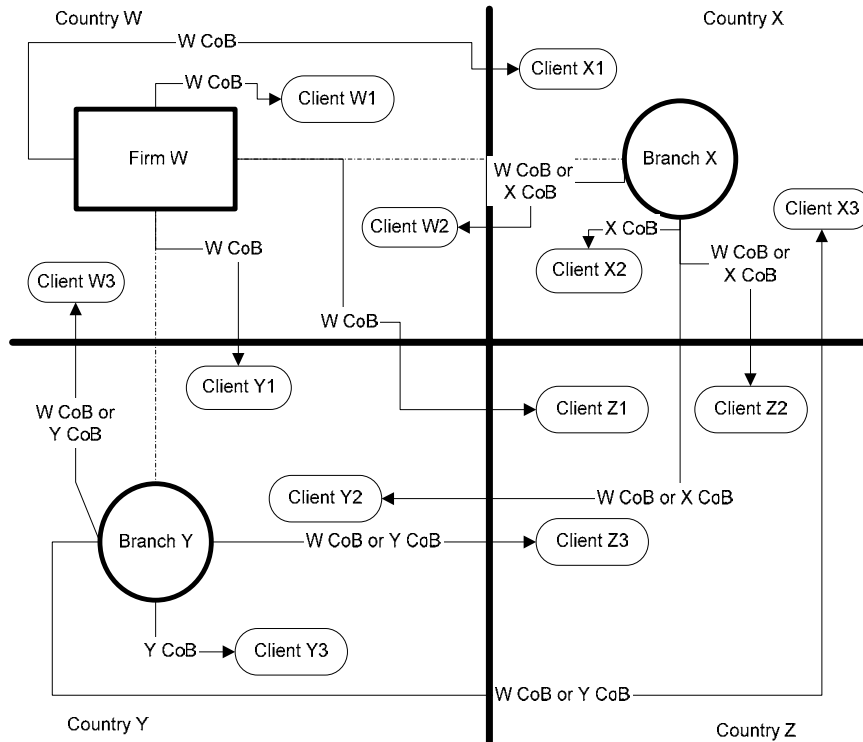 Country W
Country X
W CoB
Client X1
W CoB
Client W1
Firm W
Branch X
W CoB or
X CoB
Client X3
Client W2
X CoB
W CoB
W CoB or
X CoB
Client X2
Client W3
W CoB
Client Y1
Client Z1
Client Z2
W CoB or
Y CoB
Client Y2
W CoB or X CoB
Branch Y
W CoB or Y CoB
Client Z3
Y CoB
Client Y3
W CoB or Y CoB
Country Y
Country Z